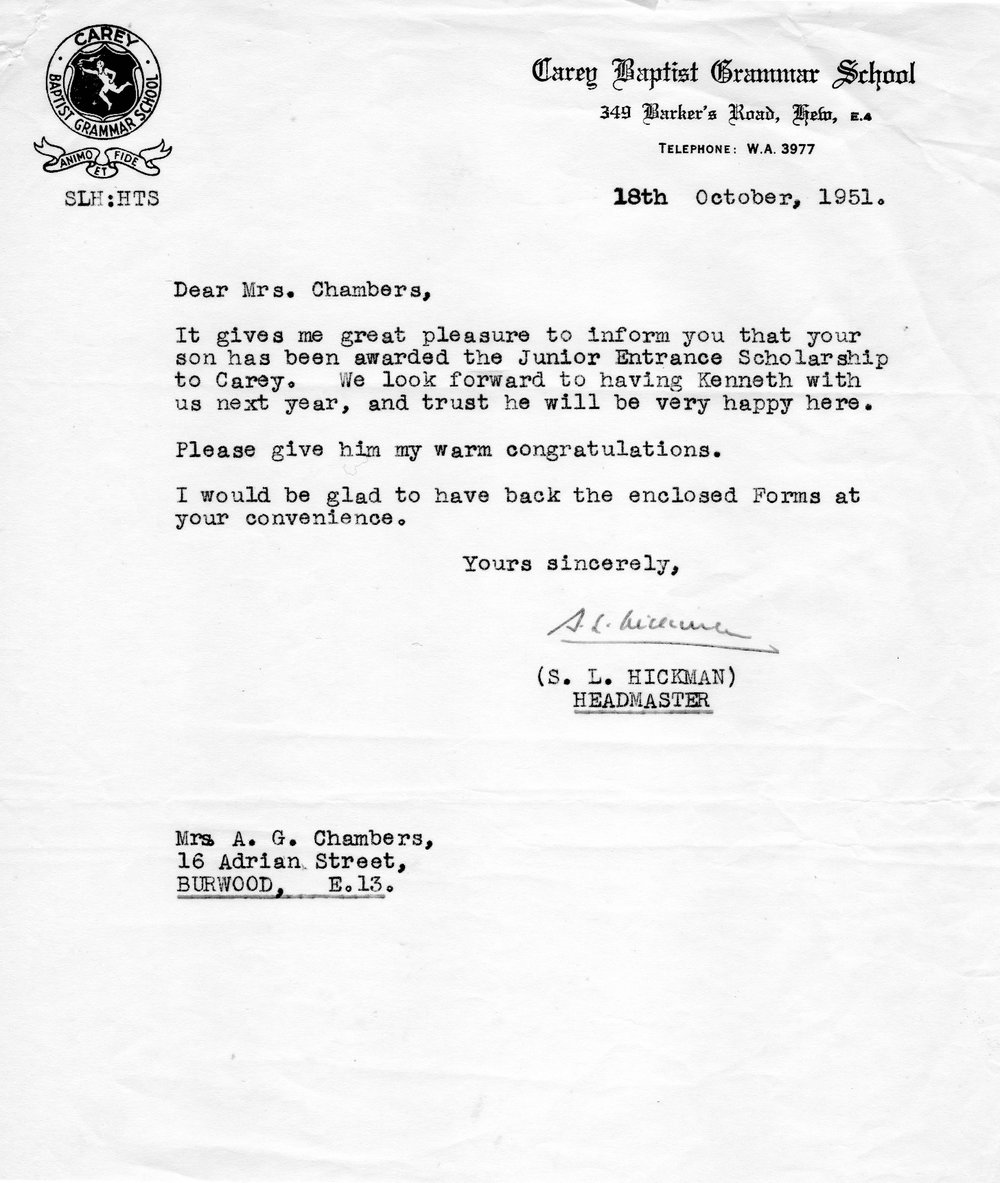 CAREY
BAPTIST GRAMMAR SCHOOL
ANIMO ET FIDE
SLH:HTS
Carey Baptist Grammar School
349 Barker's Road, Kew, E.4
TELEPHONE: W.A. 3977
18th October, 1951.
Dear Mrs. Chambers,
It gives me great pleasure to inform you that your
son has been awarded the Junior Entrance Scholarship
to Carey. We look forward to having Kenneth with
us next year, and trust he will be very happy here.
Please give him my warm congratulations.
I would be glad to have back the enclosed Forms at
your convenience.
Yours sincerely,
S. L. Hickman
(S. L. HICKMAN)
HEADMASTER
Mrs A. G. Chambers,
16 Adrian Street,
BURWOOD, E.13.